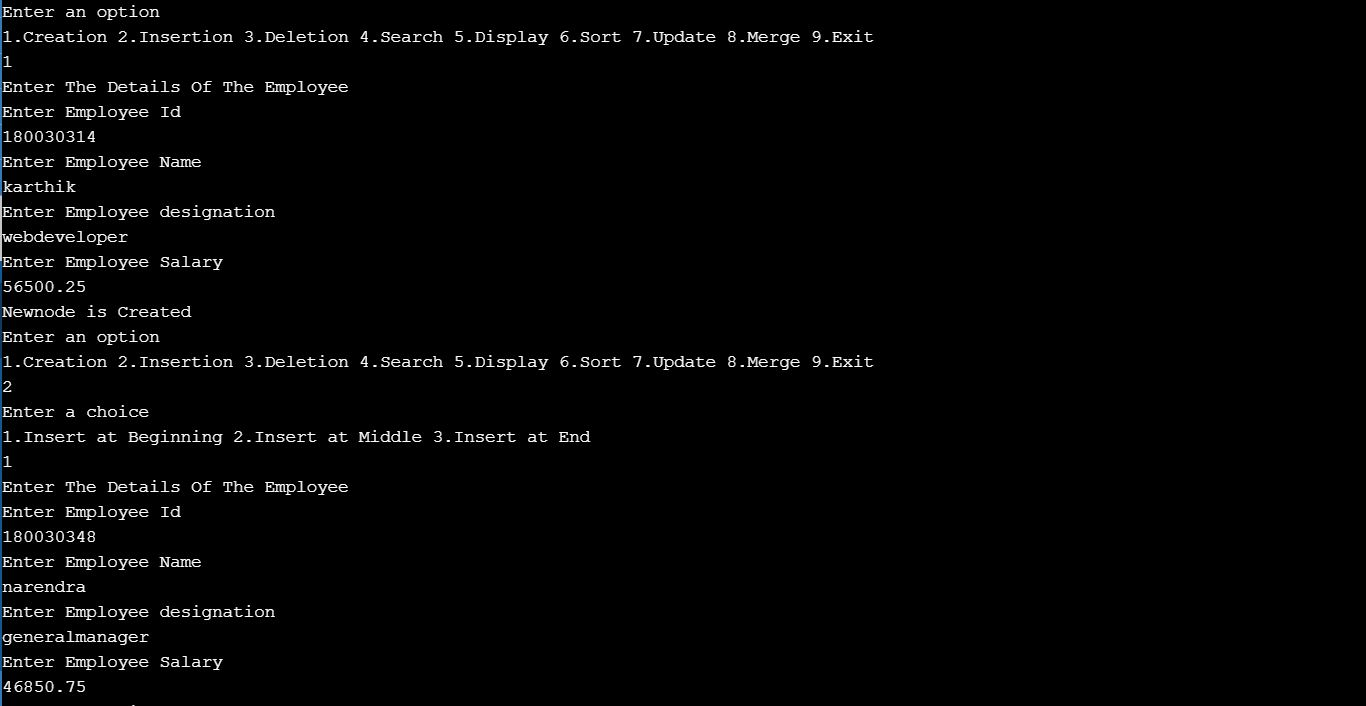 Enter an option
1.Creation 2.Insertion 3.Deletion 4.Search 5.Display 6.Sort 7.Update 8.Merge 9.Exit
1
Enter The Details Of The Employee
Enter Employee Id
180030314
Enter Employee Name
karthik
Enter Employee designation
webdeveloper
Enter Employee Salary
56500.25
Newnode is Created
Enter an option
1.Creation 2.Insertion 3.Deletion 4.Search 5.Display 6.Sort 7.Update 8.Merge 9.Exit
2
Enter a choice
1.Insert at Beginning 2.Insert at Middle 3.Insert at End
1
Enter The Details Of The Employee
Enter Employee Id
180030348
Enter Employee Name
narendra
Enter Employee designation
generalmanager
Enter Employee Salary
46850.75